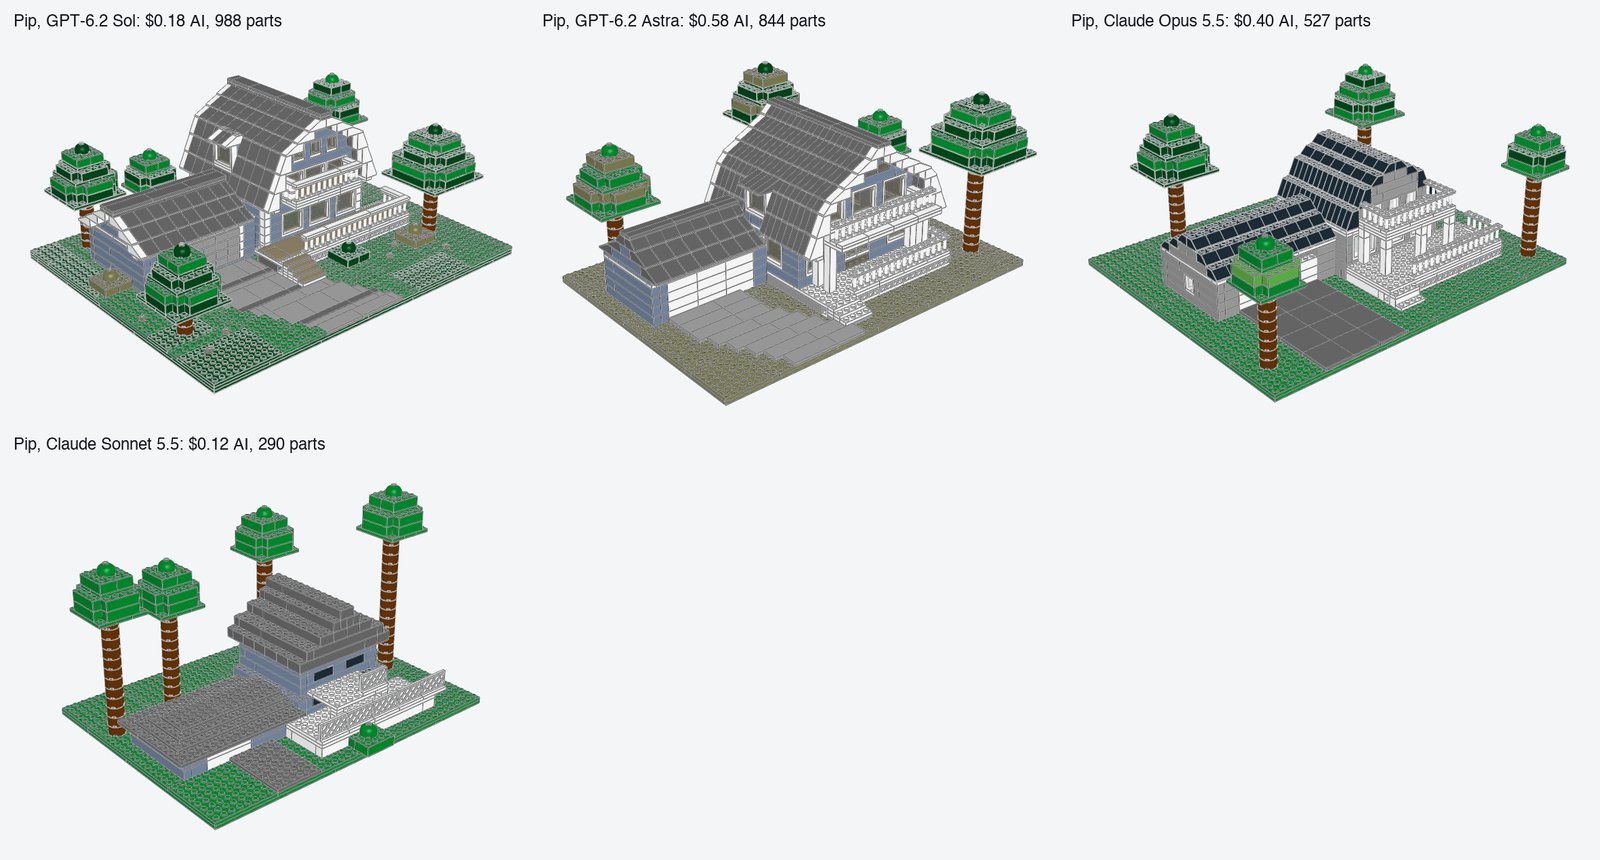 Pip, GPT-6.2 Sol: $0.18 AI, 988 parts
Pip, GPT-6.2 Astra: $0.58 AI, 844 parts
Pip, Claude Opus 5.5: $0.40 AI, 527 parts
Pip, Claude Sonnet 5.5: $0.12 AI, 290 parts